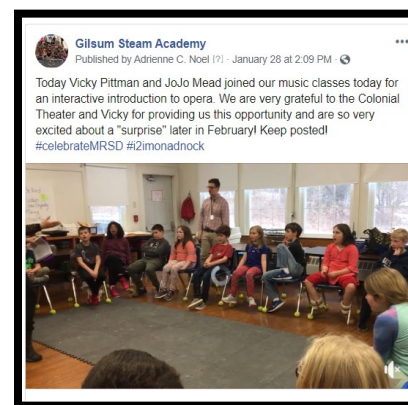 Gilsum Steam Academy
Published by Adrienne C. Noel [?] · January 28 at 2:09 PM ·
Today Vicky Pittman and JoJo Mead joined our music classes today for
an interactive introduction to opera. We are very grateful to the Colonial
Theater and Vicky for providing us this opportunity and are so very
excited about a "surprise" later in February! Keep posted!
#celebrateMRSD #i2imonadnock